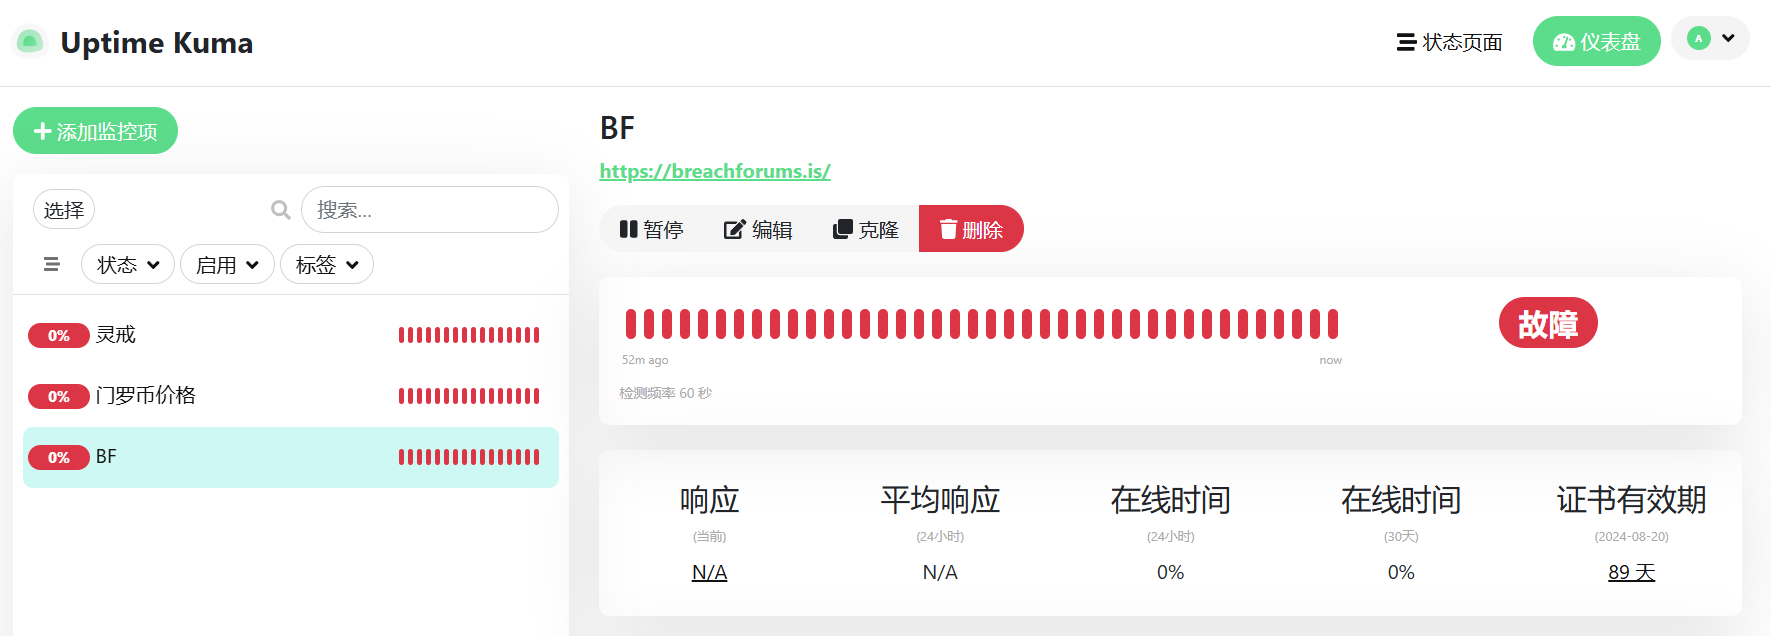 Uptime Kuma
状态页面
仪表盘
A
添加监控项
选择
搜索...
状态
启用
标签
0% 灵戒
0% 门罗币价格
0% BF
BF
https://breachforums.is/
暂停
编辑
克隆
删除
故障
52m ago
now
检测频率 60 秒
响应
(当前)
N/A
平均响应
(24小时)
N/A
在线时间
(24小时)
0%
在线时间
(30天)
0%
证书有效期
(2024-08-20)
89 天